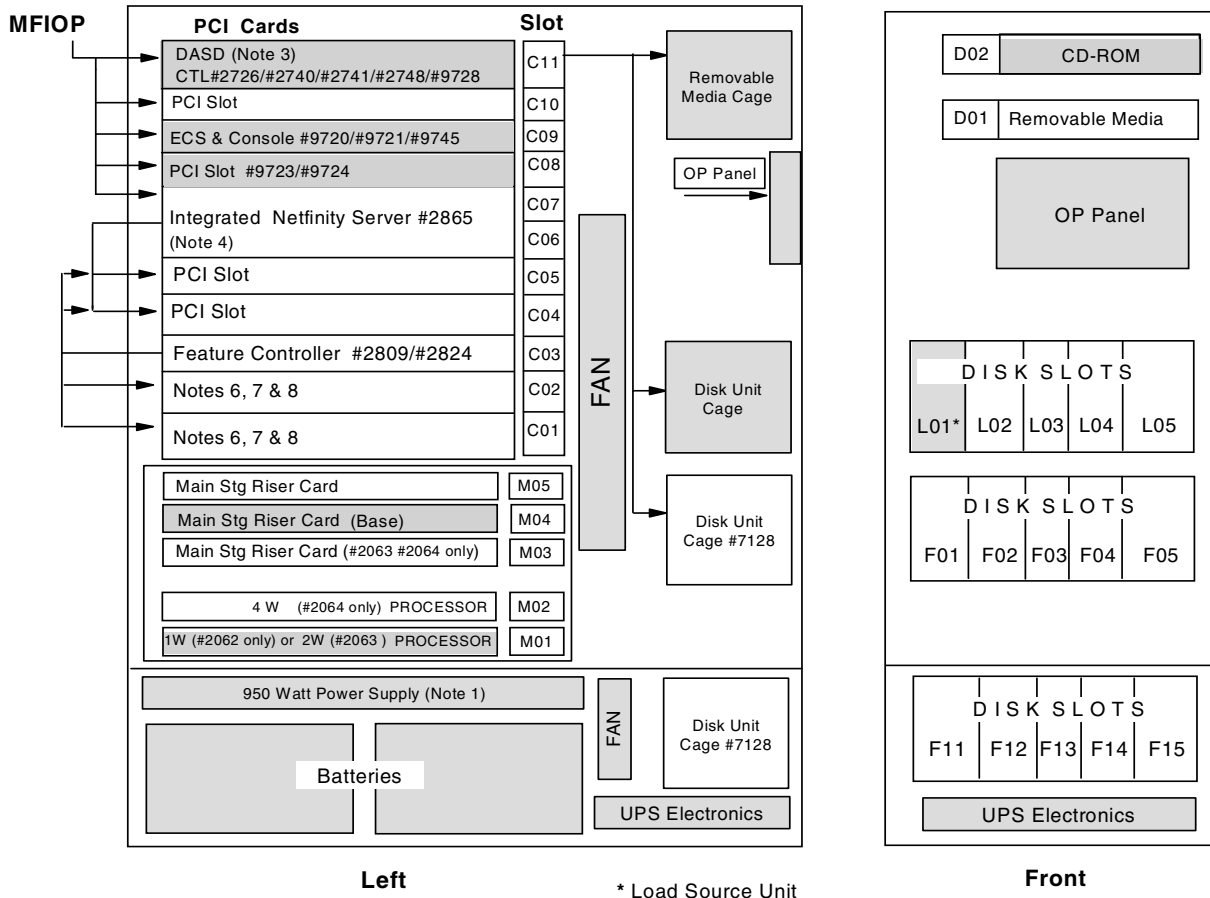 MFIOP
PCI Cards
Slot
DASD (Note 3)
CTL#2726/#2740/#2741/#2748/#9728
C11
PCI Slot
C10
ECS & Console #9720/#9721/#9745
C09
PCI Slot #9723/#9724
C08
C07
Integrated Netfinity Server #2865
(Note 4)
C06
PCI Slot
C05
PCI Slot
C04
Feature Controller #2809/#2824
C03
Notes 6, 7 & 8
C02
Notes 6, 7 & 8
C01
Main Stg Riser Card
M05
Main Stg Riser Card (Base)
M04
Main Stg Riser Card (#2063 #2064 only)
M03
4 W (#2064 only) PROCESSOR
M02
1W (#2062 only) or 2W (#2063 ) PROCESSOR
M01
950 Watt Power Supply (Note 1)
Batteries
FAN
FAN
Removable
Media Cage
OP Panel
Disk Unit
Cage
Disk Unit
Cage #7128
Disk Unit
Cage #7128
UPS Electronics
Left
* Load Source Unit
D02
CD-ROM
D01
Removable Media
OP Panel
DISK SLOTS
L01*
L02
L03
L04
L05
DISK SLOTS
F01
F02
F03
F04
F05
DISK SLOTS
F11
F12
F13
F14
F15
UPS Electronics
Front